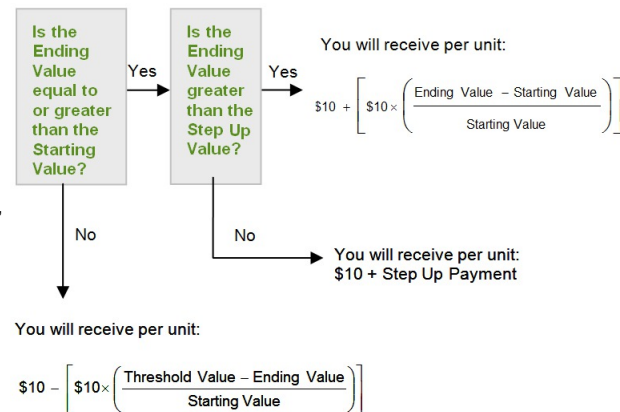 Is the
Ending
Value
equal to
or greater
than the
Starting
Value?
Yes
Is the
Ending
Value
greater
than the
Step Up
Value?
Yes
You will receive per unit:
$10 + [ $10 × ( Ending Value – Starting Value
Starting Value ) ]
No
No
You will receive per unit:
$10 + Step Up Payment
You will receive per unit:
$10 – [ $10× ( Threshold Value – Ending Value
Starting Value ) ]